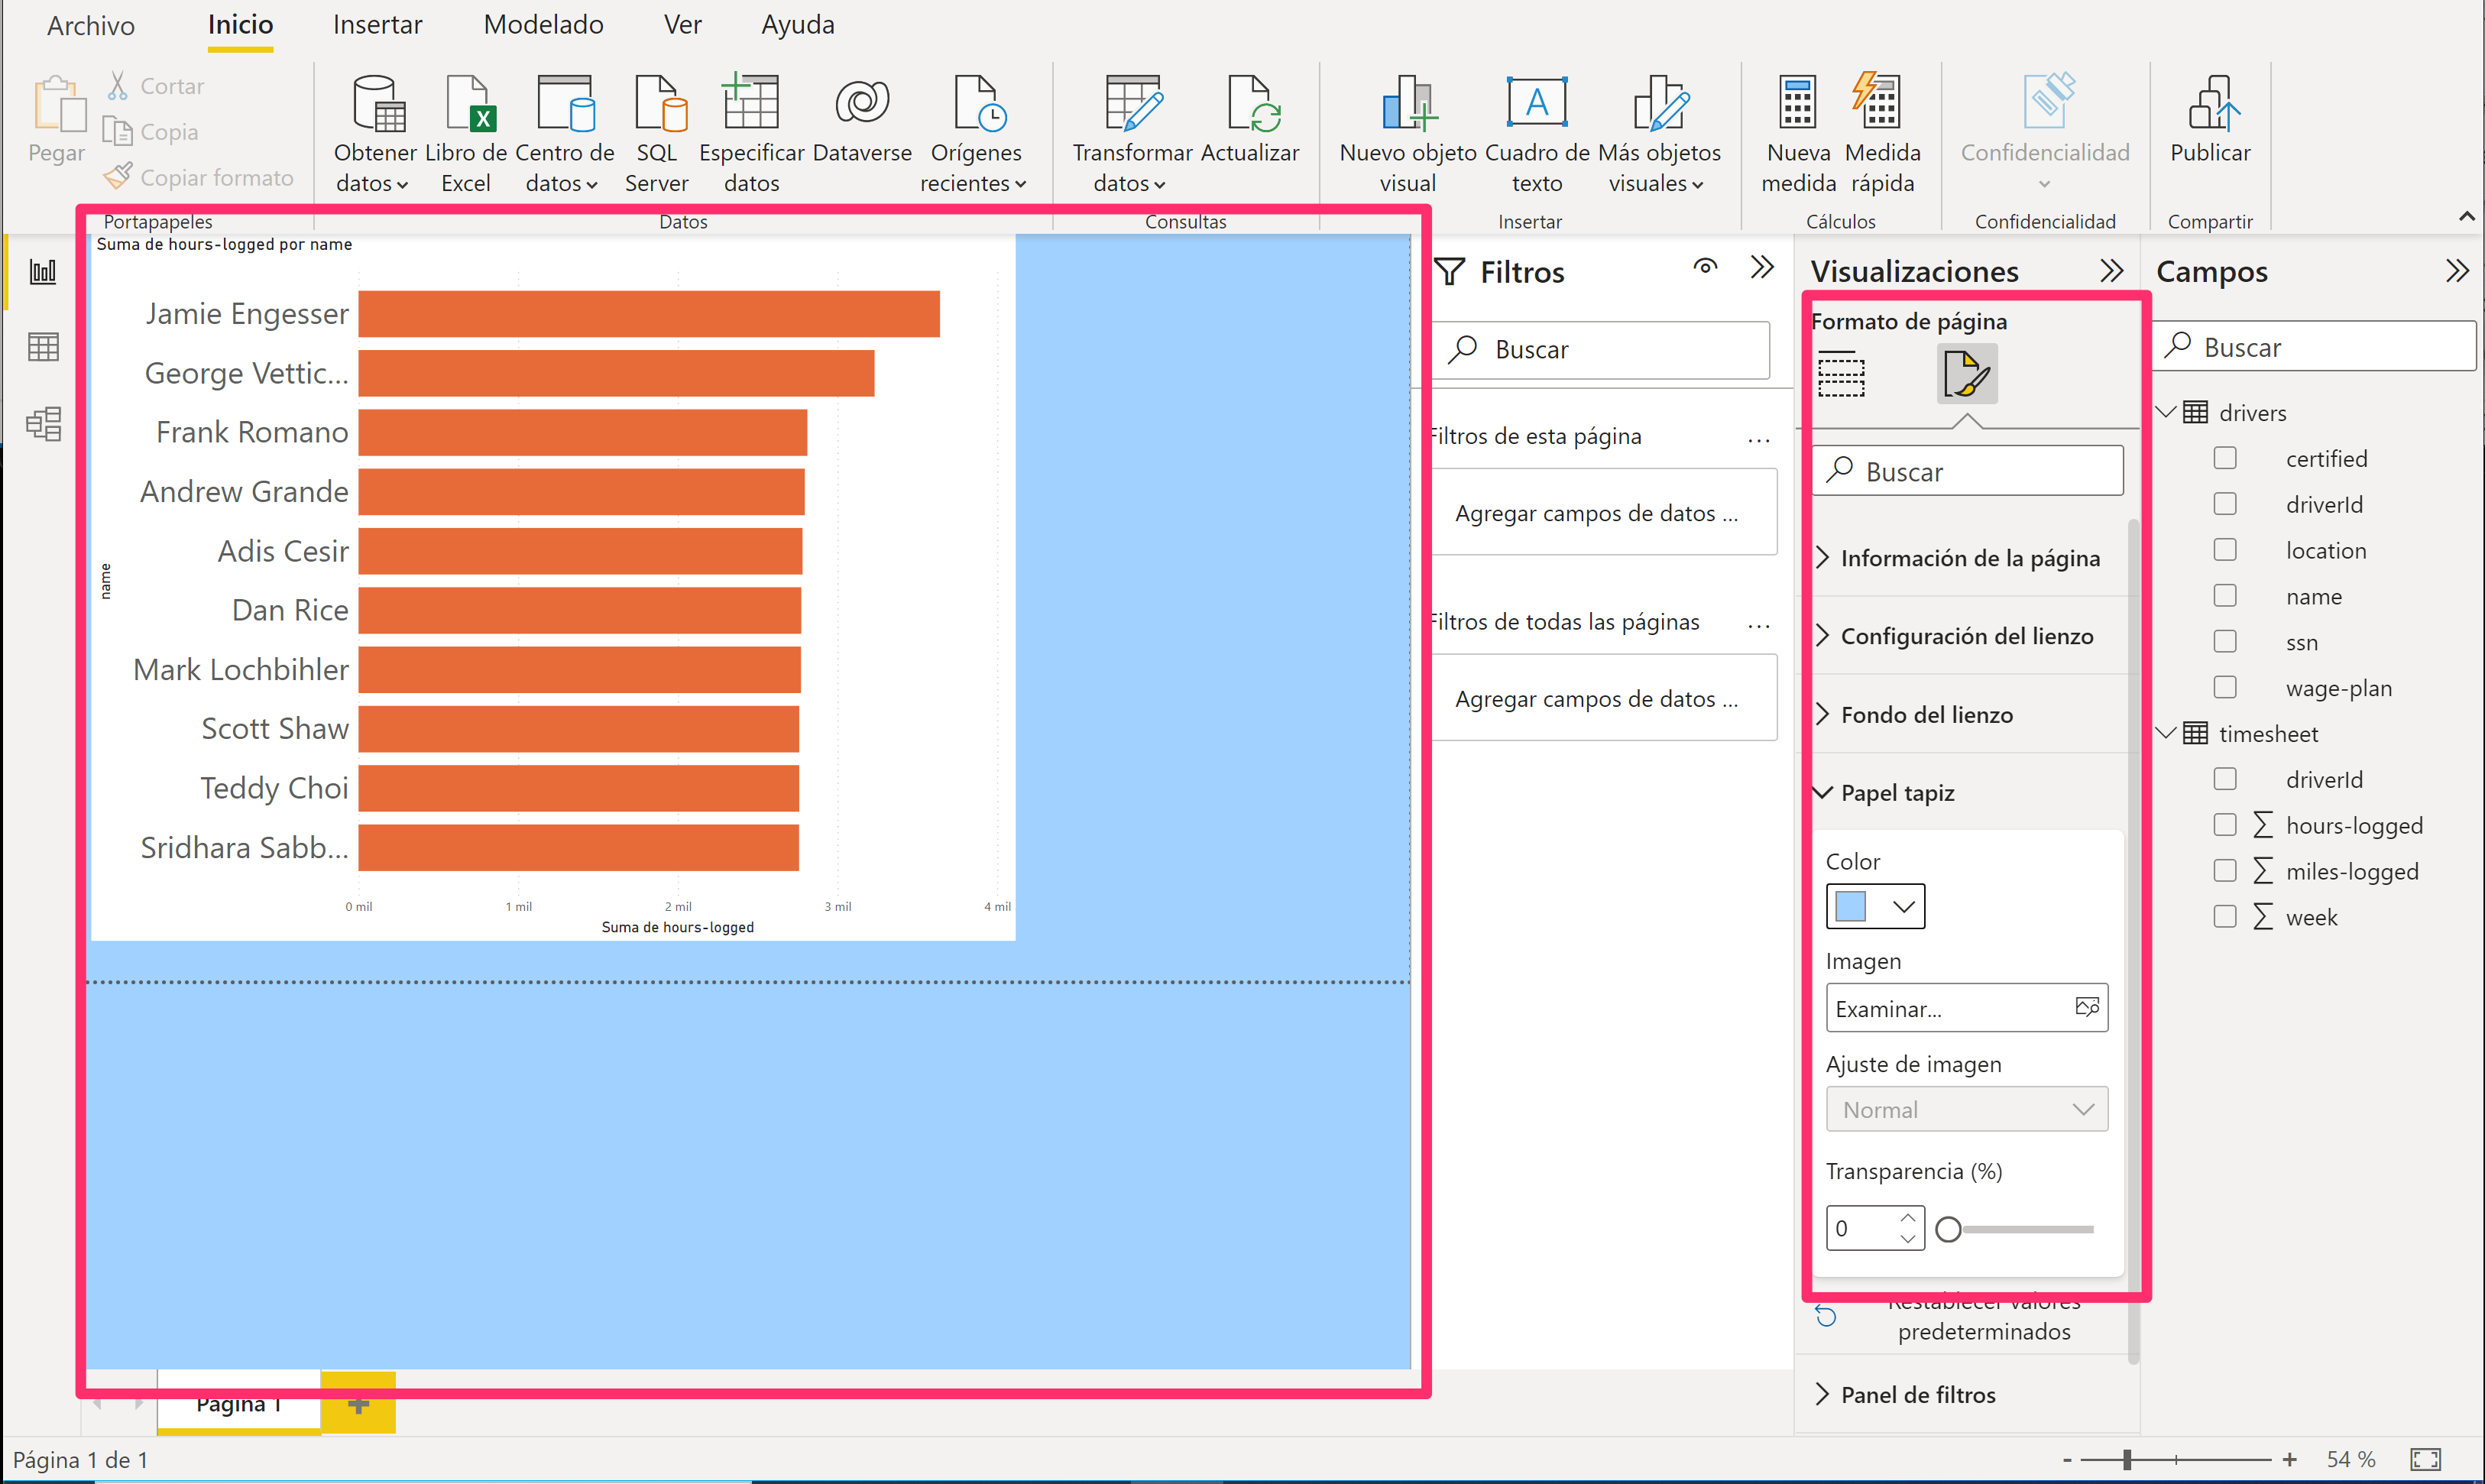 Archivo
Inicio
Insertar
Modelado
Ver
Ayuda
Pegar
Cortar
Copia
Copiar formato
Portapapeles
Obtener datos
Libro de Excel
Centro de datos
SQL Server
Especificar datos
Dataverse
Orígenes recientes
Datos
Transformar datos
Actualizar
Consultas
Nuevo objeto visual
Cuadro de texto
Más objetos visuales
Insertar
Nueva medida
Medida rápida
Cálculos
Confidencialidad
Confidencialidad
Publicar
Compartir
Suma de hours-logged por name
name
Jamie Engesser
George Vettic...
Frank Romano
Andrew Grande
Adis Cesir
Dan Rice
Mark Lochbihler
Scott Shaw
Teddy Choi
Sridhara Sabb...
0 mil 1 mil 2 mil 3 mil 4 mil
Suma de hours-logged
Filtros
Buscar
Filtros de esta página ...
Agregar campos de datos ...
Filtros de todas las páginas ...
Agregar campos de datos ...
Visualizaciones
Formato de página
Buscar
Información de la página
Configuración del lienzo
Fondo del lienzo
Papel tapiz
Color
Imagen
Examinar...
Ajuste de imagen
Normal
Transparencia (%)
0
Restablecer valores
predeterminados
Panel de filtros
Campos
Buscar
drivers
certified
driverId
location
name
ssn
wage-plan
timesheet
driverId
∑ hours-logged
∑ miles-logged
∑ week
Página 1
+
Página 1 de 1
- + 54 %